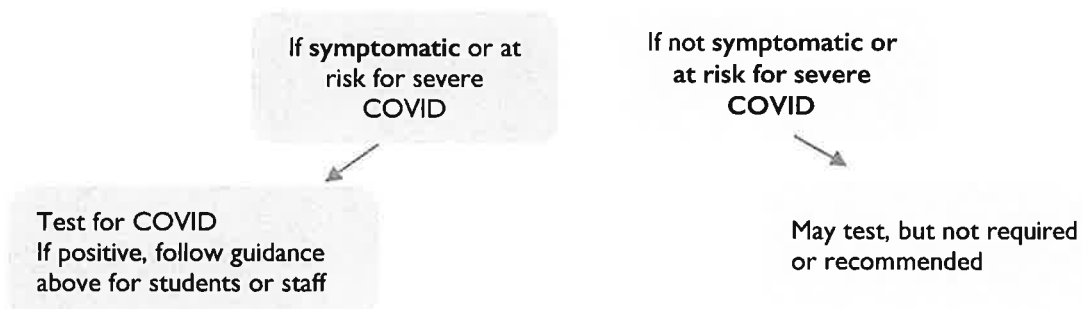 If symptomatic or at
risk for severe
COVID
If not symptomatic or
at risk for severe
COVID
Test for COVID
If positive, follow guidance
above for students or staff
May test, but not required
or recommended